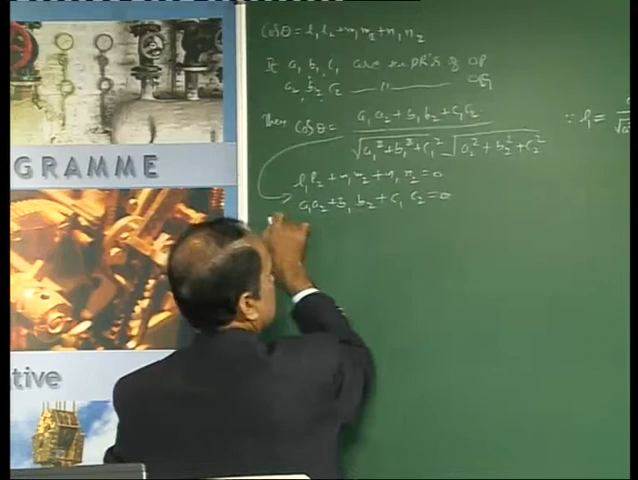 GRAMME
tive
Cosθ = l₁l₂ + m₁m₂ + n₁n₂
If a₁ b₁ c₁ are the DR's of OP
a₂ b₂ c₂ — " — OQ
Then Cosθ = a₁a₂ + b₁b₂ + c₁c₂ / √a₁² + b₁² + c₁² √a₂² + b₂² + c₂²
∵ l₁ =
l₁l₂ + m₁m₂ + n₁n₂ = 0
a₁a₂ + b₁b₂ + c₁c₂ = 0